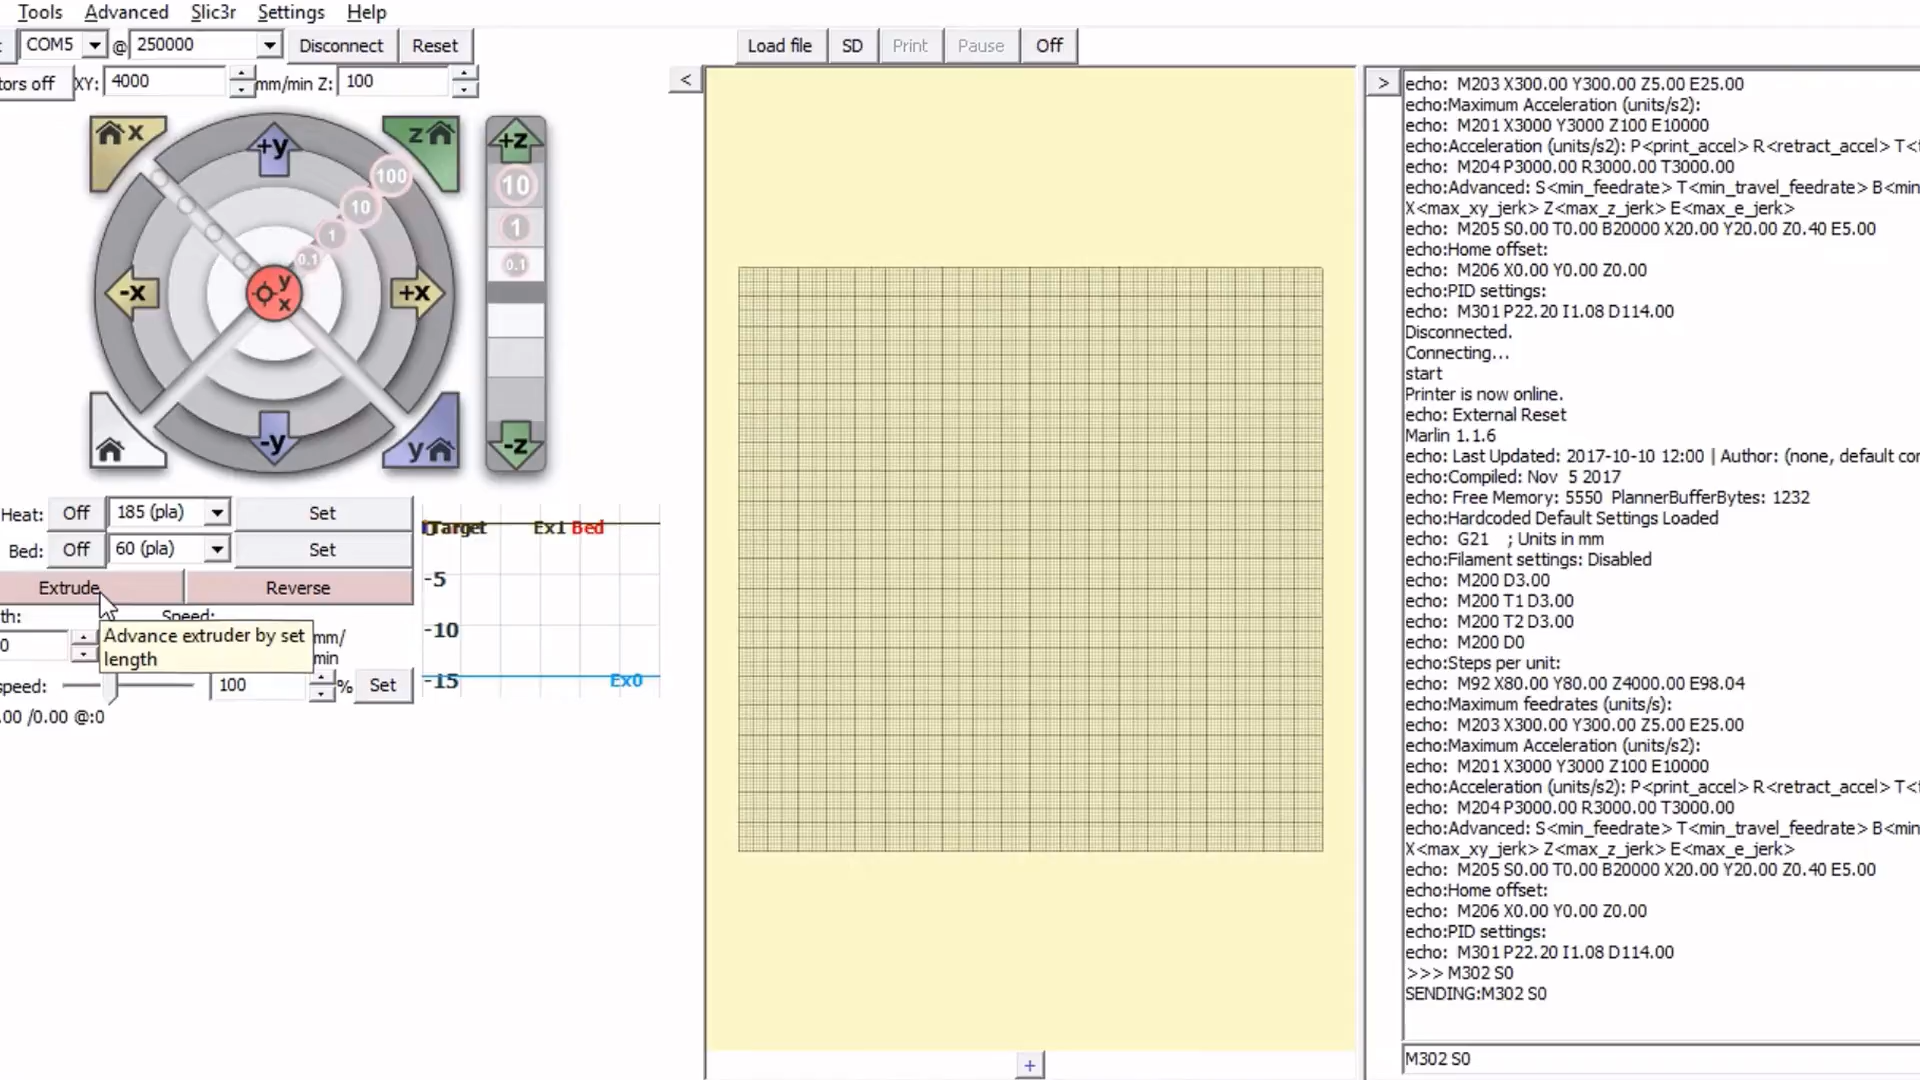 Tools Advanced Slic3r Settings Help
COM5 @ 250000 Disconnect Reset
tors off XY: 4000 mm/min Z: 100
x z
+y
100
10
1
0.1
-x y x +x
-y
y
+z
10
1
0.1
-z
Heat: Off 185 (pla) Set
Bed: Off 60 (pla) Set
Extrude Reverse
th: Speed:
0 mm/
min
Advance extruder by set
length
speed: 100 % Set
.00 /0.00 @:0
Target Ex1 Bed
-5
-10
-15 Ex0
Load file SD Print Pause Off
<
+
>
echo:  M203 X300.00 Y300.00 Z5.00 E25.00
echo:Maximum Acceleration (units/s2):
echo:  M201 X3000 Y3000 Z100 E10000
echo:Acceleration (units/s2): P<print_accel> R<retract_accel> T<
echo:  M204 P3000.00 R3000.00 T3000.00
echo:Advanced: S<min_feedrate> T<min_travel_feedrate> B<min
X<max_xy_jerk> Z<max_z_jerk> E<max_e_jerk>
echo:  M205 S0.00 T0.00 B20000 X20.00 Y20.00 Z0.40 E5.00
echo:Home offset:
echo:  M206 X0.00 Y0.00 Z0.00
echo:PID settings:
echo:  M301 P22.20 I1.08 D114.00
Disconnected.
Connecting...
start
Printer is now online.
echo: External Reset
Marlin 1.1.6
echo: Last Updated: 2017-10-10 12:00 | Author: (none, default con
echo:Compiled: Nov  5 2017
echo: Free Memory: 5550  PlannerBufferBytes: 1232
echo:Hardcoded Default Settings Loaded
echo:  G21    ; Units in mm
echo:Filament settings: Disabled
echo:  M200 D3.00
echo:  M200 T1 D3.00
echo:  M200 T2 D3.00
echo:  M200 D0
echo:Steps per unit:
echo:  M92 X80.00 Y80.00 Z4000.00 E98.04
echo:Maximum feedrates (units/s):
echo:  M203 X300.00 Y300.00 Z5.00 E25.00
echo:Maximum Acceleration (units/s2):
echo:  M201 X3000 Y3000 Z100 E10000
echo:Acceleration (units/s2): P<print_accel> R<retract_accel> T<
echo:  M204 P3000.00 R3000.00 T3000.00
echo:Advanced: S<min_feedrate> T<min_travel_feedrate> B<min
X<max_xy_jerk> Z<max_z_jerk> E<max_e_jerk>
echo:  M205 S0.00 T0.00 B20000 X20.00 Y20.00 Z0.40 E5.00
echo:Home offset:
echo:  M206 X0.00 Y0.00 Z0.00
echo:PID settings:
echo:  M301 P22.20 I1.08 D114.00
>>> M302 S0
SENDING:M302 S0
M302 S0